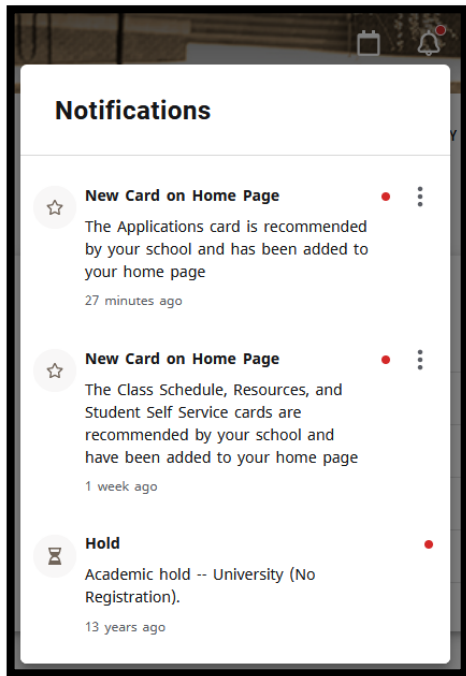 Y
Notifications
New Card on Home Page
The Applications card is recommended
by your school and has been added to
your home page
27 minutes ago
New Card on Home Page
The Class Schedule, Resources, and
Student Self Service cards are
recommended by your school and
have been added to your home page
1 week ago
Hold
Academic hold -- University (No
Registration).
13 years ago